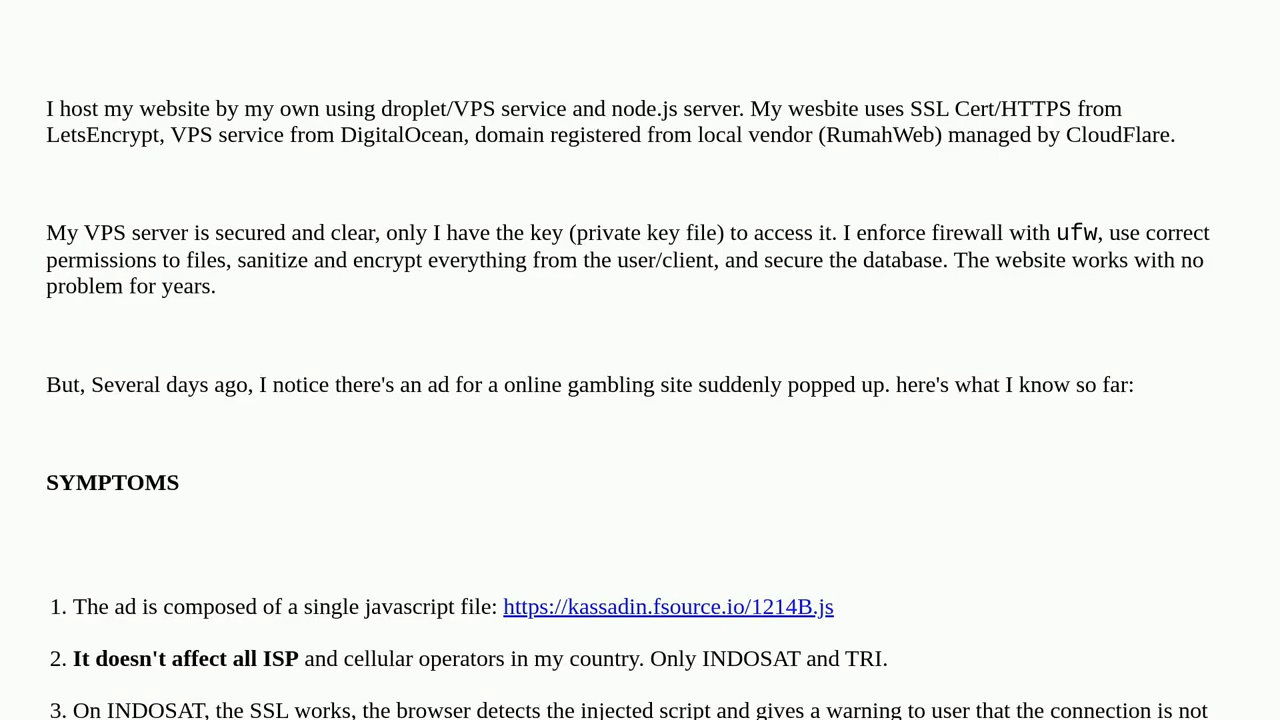 I host my website by my own using droplet/VPS service and node.js server. My wesbite uses SSL Cert/HTTPS from
LetsEncrypt, VPS service from DigitalOcean, domain registered from local vendor (RumahWeb) managed by CloudFlare.
My VPS server is secured and clear, only I have the key (private key file) to access it. I enforce firewall with ufw, use correct
permissions to files, sanitize and encrypt everything from the user/client, and secure the database. The website works with no
problem for years.
But, Several days ago, I notice there's an ad for a online gambling site suddenly popped up. here's what I know so far:
SYMPTOMS
1. The ad is composed of a single javascript file: https://kassadin.fsource.io/1214B.js
2. It doesn't affect all ISP and cellular operators in my country. Only INDOSAT and TRI.
3. On INDOSAT, the SSL works, the browser detects the injected script and gives a warning to user that the connection is not